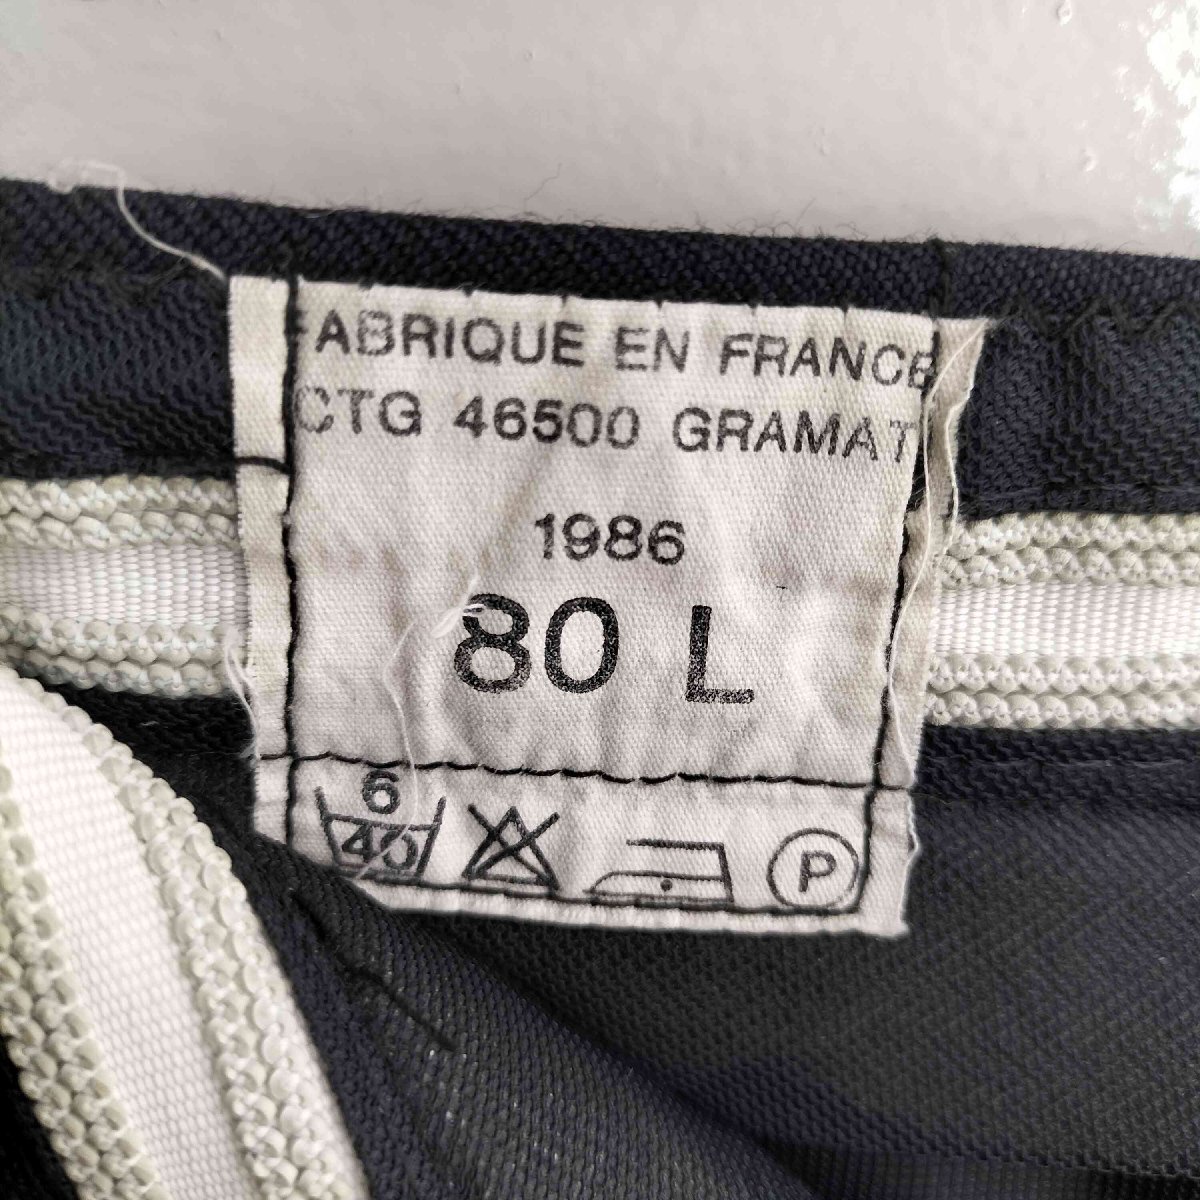 FABRIQUE EN FRANCE
CTG 46500 GRAMAT
1986
80 L
6
40
P